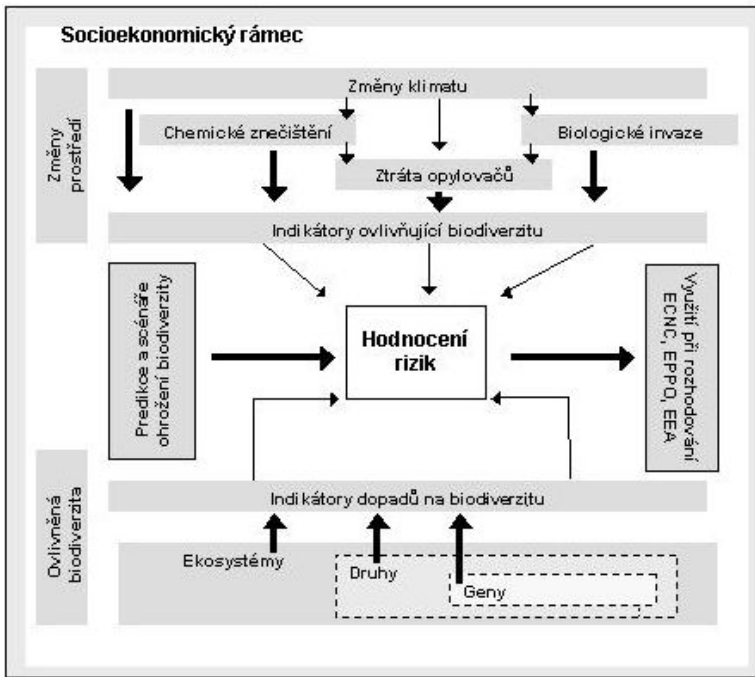 Socioekonomický rámec
Změny
prostředí
Změny klimatu
Chemické znečištění
Biologické invaze
Ztráta opylovačů
Indikátory ovlivňující biodiverzitu
Predikce a scénáře
ohrožení biodiverzity
Hodnocení
rizik
Využití při rozhodování
ECNC, EPPO, EEA
Ovlivněná
biodiverzita
Indikátory dopadů na biodiverzitu
Ekosystémy
Druhy
Geny